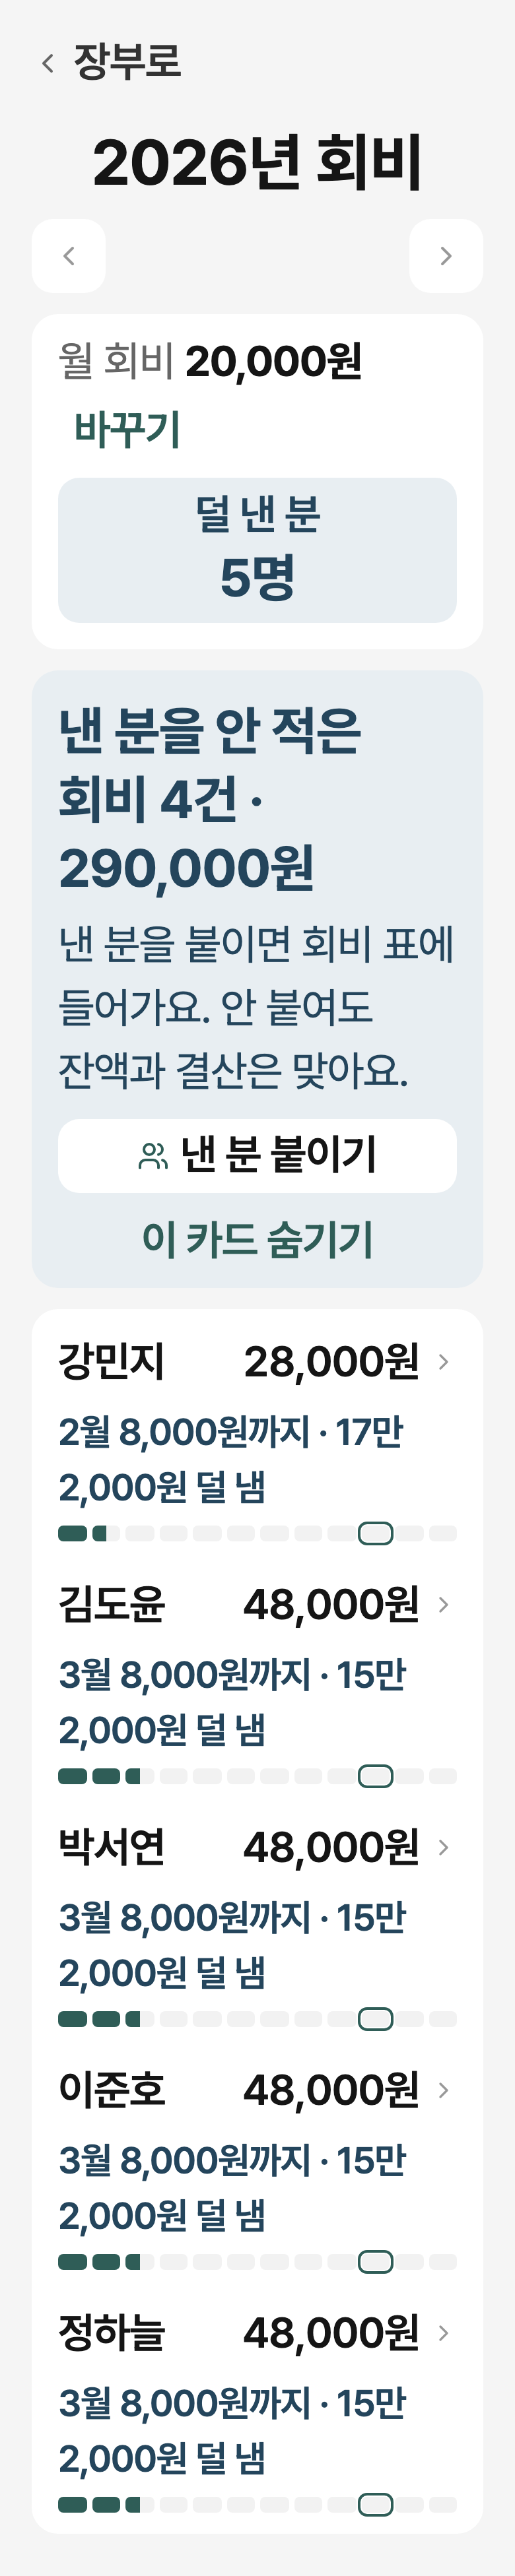 장부로
2026년 회비
월 회비 20,000원
바꾸기
덜 낸 분
5명
낸 분을 안 적은
회비 4건 ·
290,000원
낸 분을 붙이면 회비 표에
들어가요. 안 붙여도
잔액과 결산은 맞아요.
낸 분 붙이기
이 카드 숨기기
강민지 28,000원
2월 8,000원까지 · 17만
2,000원 덜 냄
김도윤 48,000원
3월 8,000원까지 · 15만
2,000원 덜 냄
박서연 48,000원
3월 8,000원까지 · 15만
2,000원 덜 냄
이준호 48,000원
3월 8,000원까지 · 15만
2,000원 덜 냄
정하늘 48,000원
3월 8,000원까지 · 15만
2,000원 덜 냄